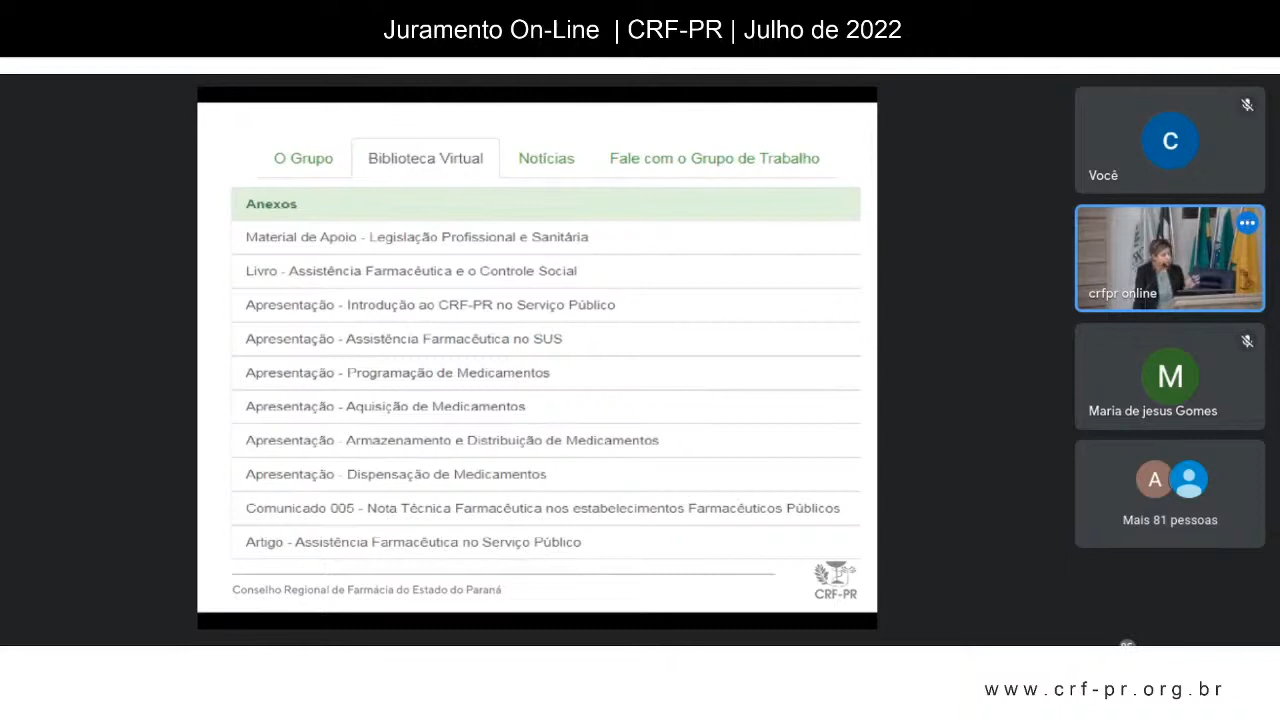 Juramento On-Line | CRF-PR | Julho de 2022
O Grupo
Biblioteca Virtual
Notícias
Fale com o Grupo de Trabalho
Anexos
Material de Apoio - Legislação Profissional e Sanitária
Livro - Assistência Farmacêutica e o Controle Social
Apresentação - Introdução ao CRF-PR no Serviço Público
Apresentação - Assistência Farmacêutica no SUS
Apresentação - Programação de Medicamentos
Apresentação - Aquisição de Medicamentos
Apresentação - Armazenamento e Distribuição de Medicamentos
Apresentação - Dispensação de Medicamentos
Comunicado 005 - Nota Técnica Farmacêutica nos estabelecimentos Farmacêuticos Públicos
Artigo - Assistência Farmacêutica no Serviço Público
Conselho Regional de Farmácia do Estado do Paraná
CRF-PR
C
Você
crfpr online
M
Maria de jesus Gomes
A
Mais 81 pessoas
www.crf-pr.org.br